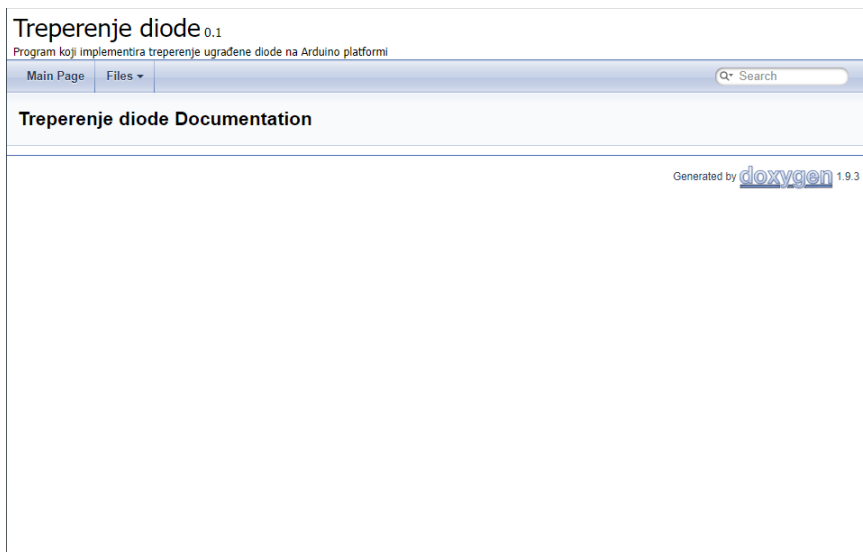 Treperenje diode 0.1
Program koji implementira treperenje ugrađene diode na Arduino platformi
Main Page Files Search
Treperenje diode Documentation
Generated by doxygen 1.9.3